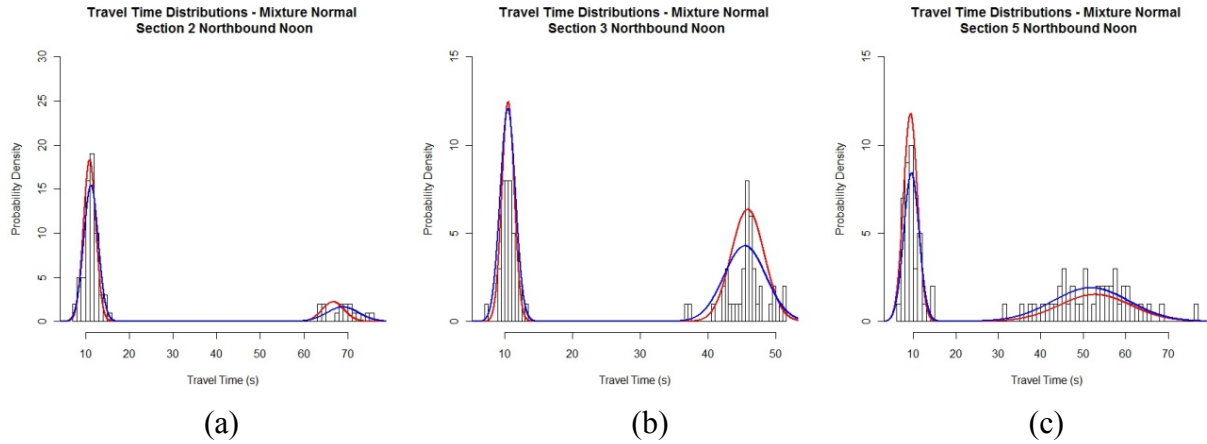 Travel Time Distributions - Mixture Normal
Section 2 Northbound Noon
30
25
20
15
10
5
0
Probability Density
10 20 30 40 50 60 70
Travel Time (s)
(a)
Travel Time Distributions - Mixture Normal
Section 3 Northbound Noon
15
10
5
0
Probability Density
10 20 30 40 50
Travel Time (s)
(b)
Travel Time Distributions - Mixture Normal
Section 5 Northbound Noon
15
10
5
0
Probability Density
10 20 30 40 50 60 70
Travel Time (s)
(c)